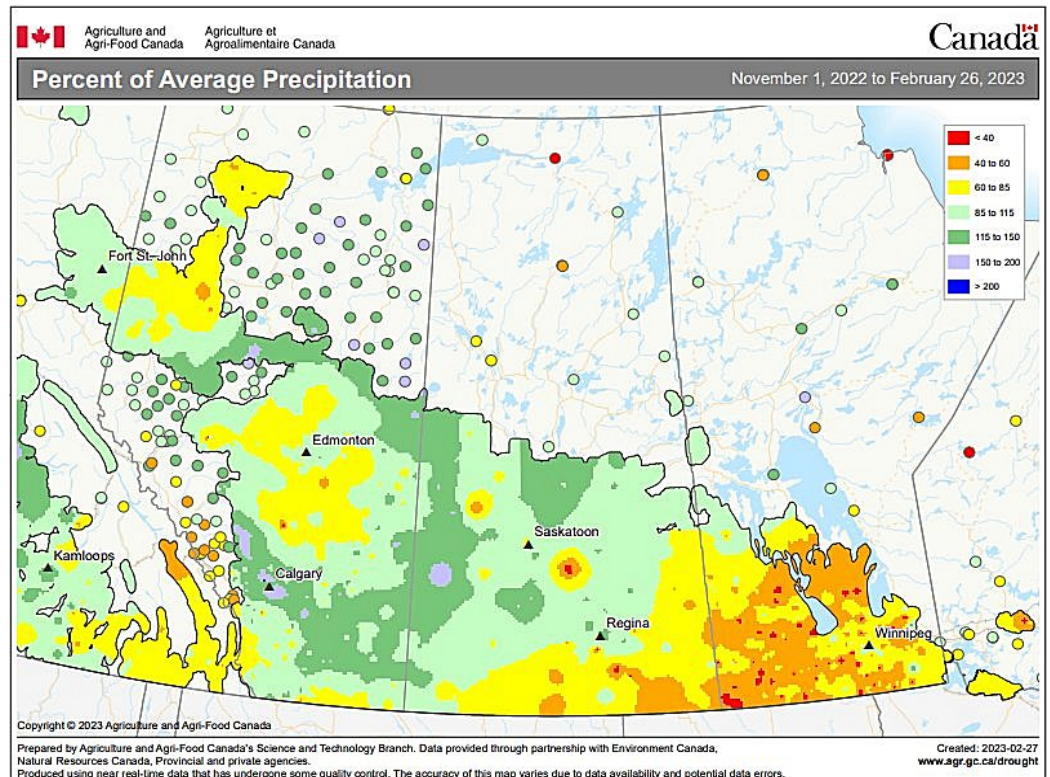 Agriculture and Agriculture et
Agri-Food Canada Agroalimentaire Canada
Canada
Percent of Average Precipitation
November 1, 2022 to February 26, 2023
< 40
40 to 60
60 to 85
85 to 115
115 to 150
150 to 200
> 200
Fort St. John
Edmonton
Saskatoon
Kamloops
Calgary
Regina
Winnipeg
Copyright © 2023 Agriculture and Agri-Food Canada
Prepared by Agriculture and Agri-Food Canada's Science and Technology Branch. Data provided through partnership with Environment Canada,
Natural Resources Canada, Provincial and private agencies.
Produced using near real-time data that has undergone some quality control. The accuracy of this map varies due to data availability and potential data errors.
Created: 2023-02-27
www.agr.gc.ca/drought